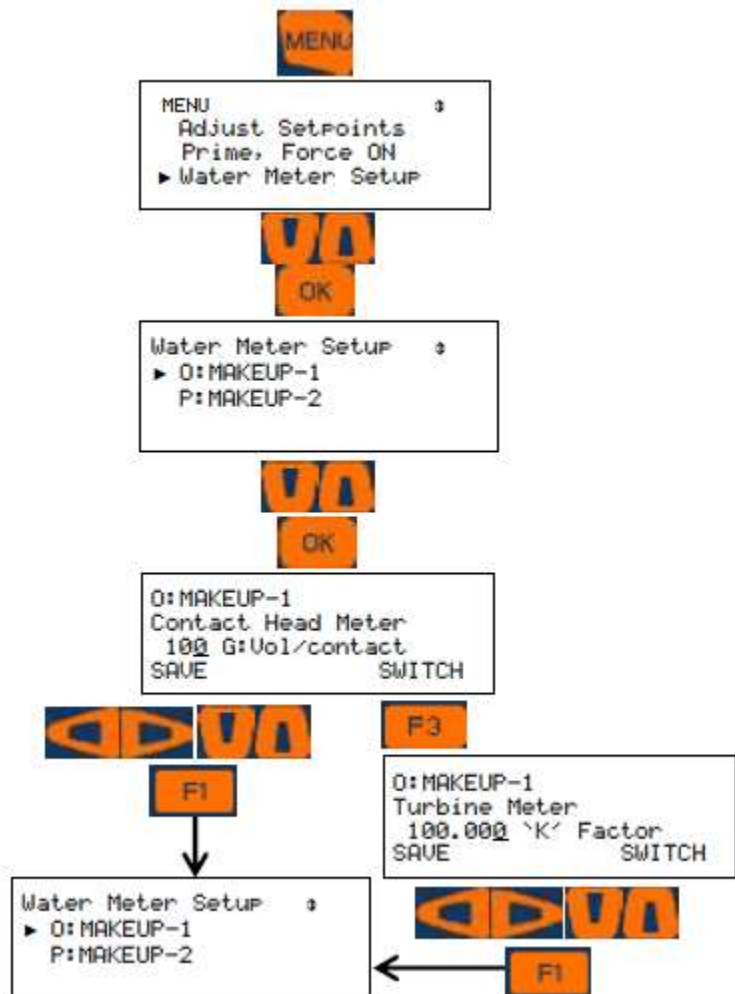 MENU
MENU
Adjust Setpoints
Prime, Force ON
Water Meter Setup
OK
Water Meter Setup
O:MAKEUP-1
P:MAKEUP-2
OK
O:MAKEUP-1
Contact Head Meter
100 G:Vol/contact
SAVE SWITCH
F3
F1
O:MAKEUP-1
Turbine Meter
100.000 `K´ Factor
SAVE SWITCH
Water Meter Setup
O:MAKEUP-1
P:MAKEUP-2
F1